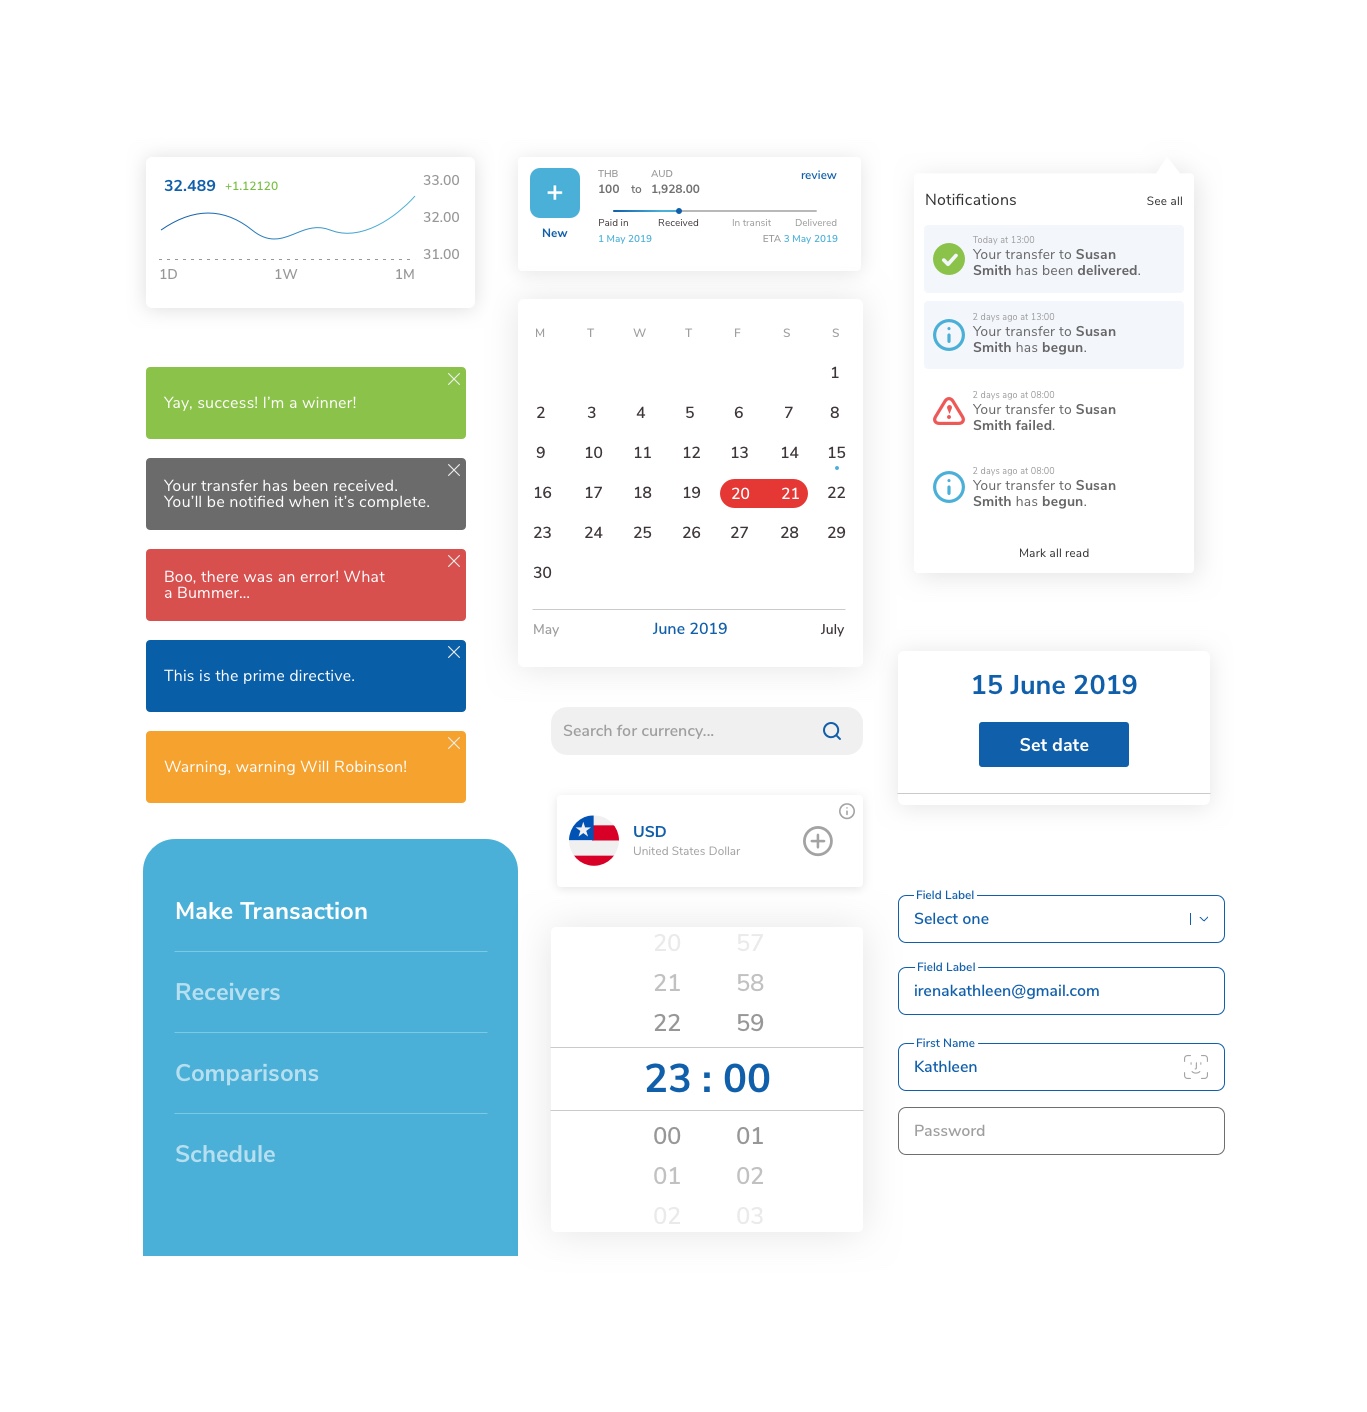 32.489 +1.12120
33.00
32.00
31.00
1D 1W 1M
Yay, success! I'm a winner!
Your transfer has been received.
You'll be notified when it's complete.
Boo, there was an error! What
a Bummer...
This is the prime directive.
Warning, warning Will Robinson!
Make Transaction
Receivers
Comparisons
Schedule
New
THB AUD
100 to 1,928.00
review
Paid in Received In transit Delivered
1 May 2019 ETA 3 May 2019
M T W T F S S
1
2 3 4 5 6 7 8
9 10 11 12 13 14 15
16 17 18 19 20 21 22
23 24 25 26 27 28 29
30
May June 2019 July
Search for currency...
USD
United States Dollar
20 57
21 58
22 59
23 : 00
00 01
01 02
02 03
Notifications See all
Today at 13:00
Your transfer to Susan
Smith has been delivered.
2 days ago at 13:00
Your transfer to Susan
Smith has begun.
2 days ago at 08:00
Your transfer to Susan
Smith failed.
2 days ago at 08:00
Your transfer to Susan
Smith has begun.
Mark all read
15 June 2019
Set date
Field Label
Select one
Field Label
irenakathleen@gmail.com
First Name
Kathleen
Password